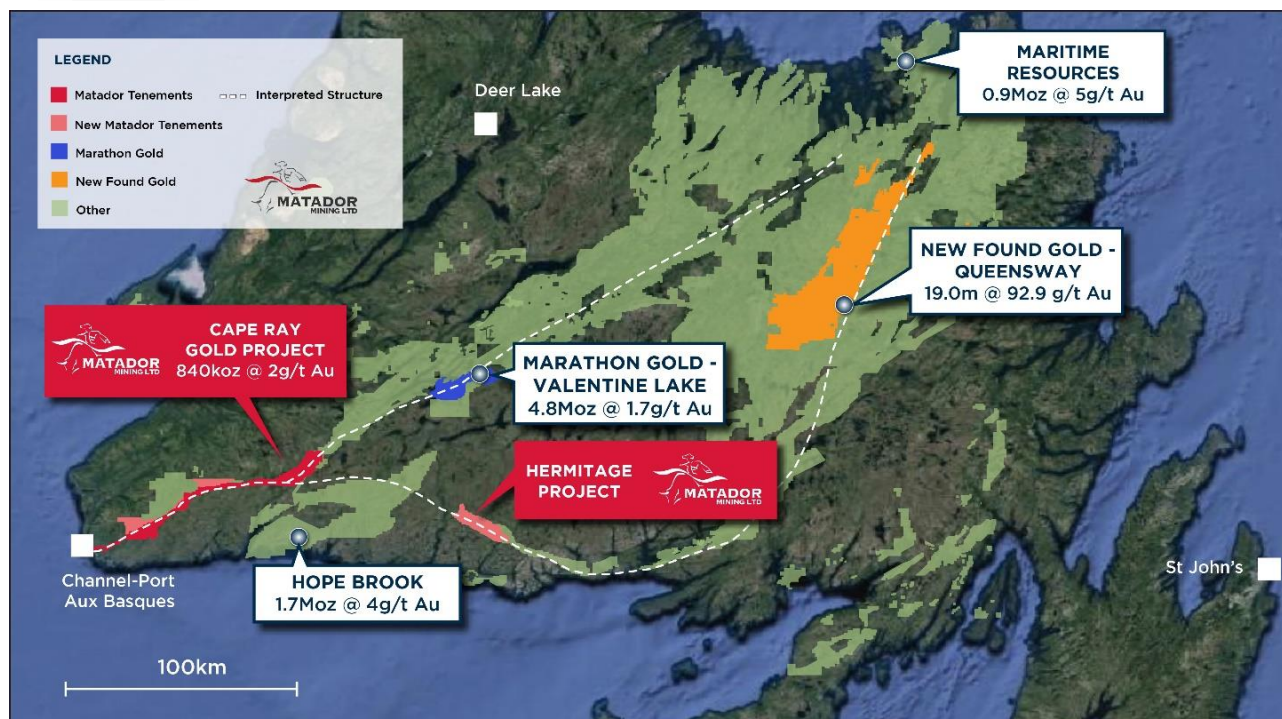 LEGEND
Matador Tenements
Interpreted Structure
New Matador Tenements
Marathon Gold
New Found Gold
Other
MATADOR
MINING LTD
Deer Lake
MARITIME
RESOURCES
0.9Moz @ 5g/t Au
NEW FOUND GOLD -
QUEENSWAY
19.0m @ 92.9 g/t Au
MATADOR
MINING LTD
CAPE RAY
GOLD PROJECT
840koz @ 2g/t Au
MARATHON GOLD -
VALENTINE LAKE
4.8Moz @ 1.7g/t Au
HERMITAGE
PROJECT
MATADOR
MINING LTD
Channel-Port
Aux Basques
HOPE BROOK
1.7Moz @ 4g/t Au
St John's
100km